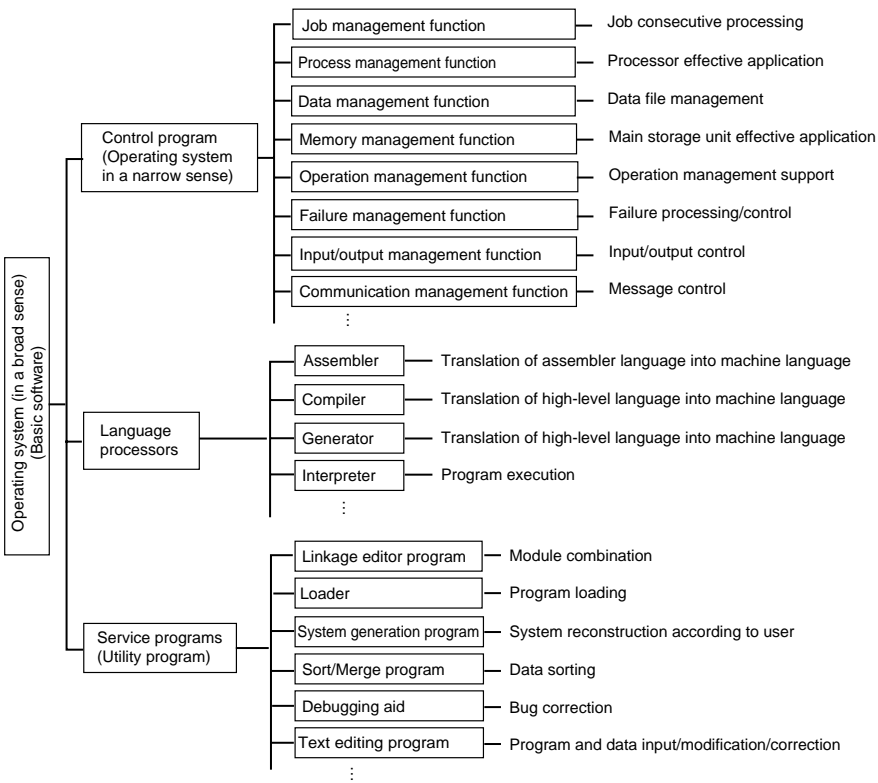 Operating system (in a broad sense)
(Basic software)
Control program
(Operating system
in a narrow sense)
Job management function
Job consecutive processing
Process management function
Processor effective application
Data management function
Data file management
Memory management function
Main storage unit effective application
Operation management function
Operation management support
Failure management function
Failure processing/control
Input/output management function
Input/output control
Communication management function
Message control
⋮
Language
processors
Assembler
Translation of assembler language into machine language
Compiler
Translation of high-level language into machine language
Generator
Translation of high-level language into machine language
Interpreter
Program execution
⋮
Service programs
(Utility program)
Linkage editor program
Module combination
Loader
Program loading
System generation program
System reconstruction according to user
Sort/Merge program
Data sorting
Debugging aid
Bug correction
Text editing program
Program and data input/modification/correction
⋮